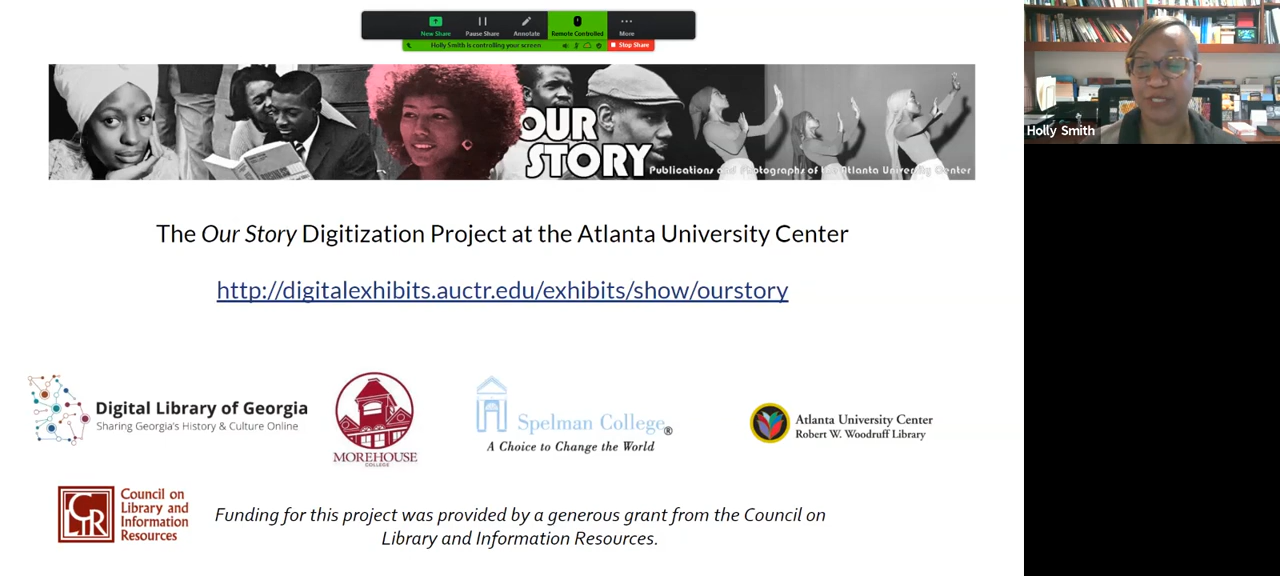 New Share
Pause Share
Annotate
Remote Controlled
More
Holly Smith is controlling your screen
Stop Share
Holly Smith
OUR
STORY
Publications and Photographs of the Atlanta University Center
The Our Story Digitization Project at the Atlanta University Center
http://digitalexhibits.auctr.edu/exhibits/show/ourstory
Digital Library of Georgia
Sharing Georgia's History & Culture Online
MOREHOUSE
COLLEGE
Spelman College®
A Choice to Change the World
Atlanta University Center
Robert W. Woodruff Library
CLIR
Council on
Library and
Information
Resources
Funding for this project was provided by a generous grant from the Council on
Library and Information Resources.